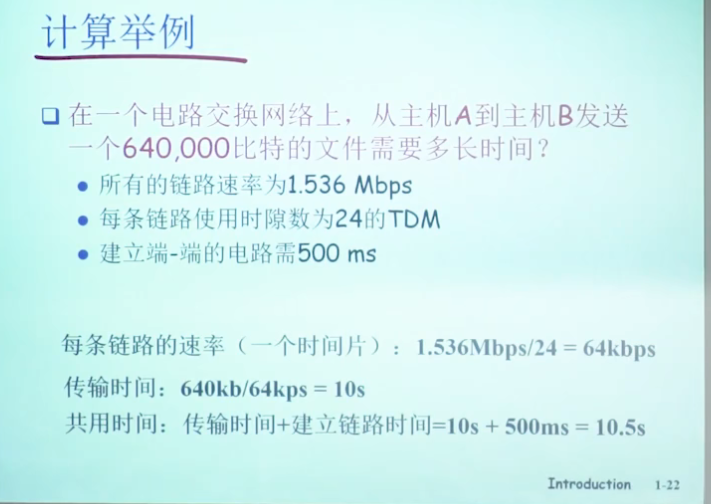 计算举例
在一个电路交换网络上，从主机A到主机B发送
一个640,000比特的文件需要多长时间？
所有的链路速率为1.536 Mbps
每条链路使用时隙数为24的TDM
建立端-端的电路需500 ms
每条链路的速率（一个时间片）：1.536Mbps/24 = 64kbps
传输时间：640kb/64kps = 10s
共用时间：传输时间+建立链路时间=10s + 500ms = 10.5s
Introduction 1-22